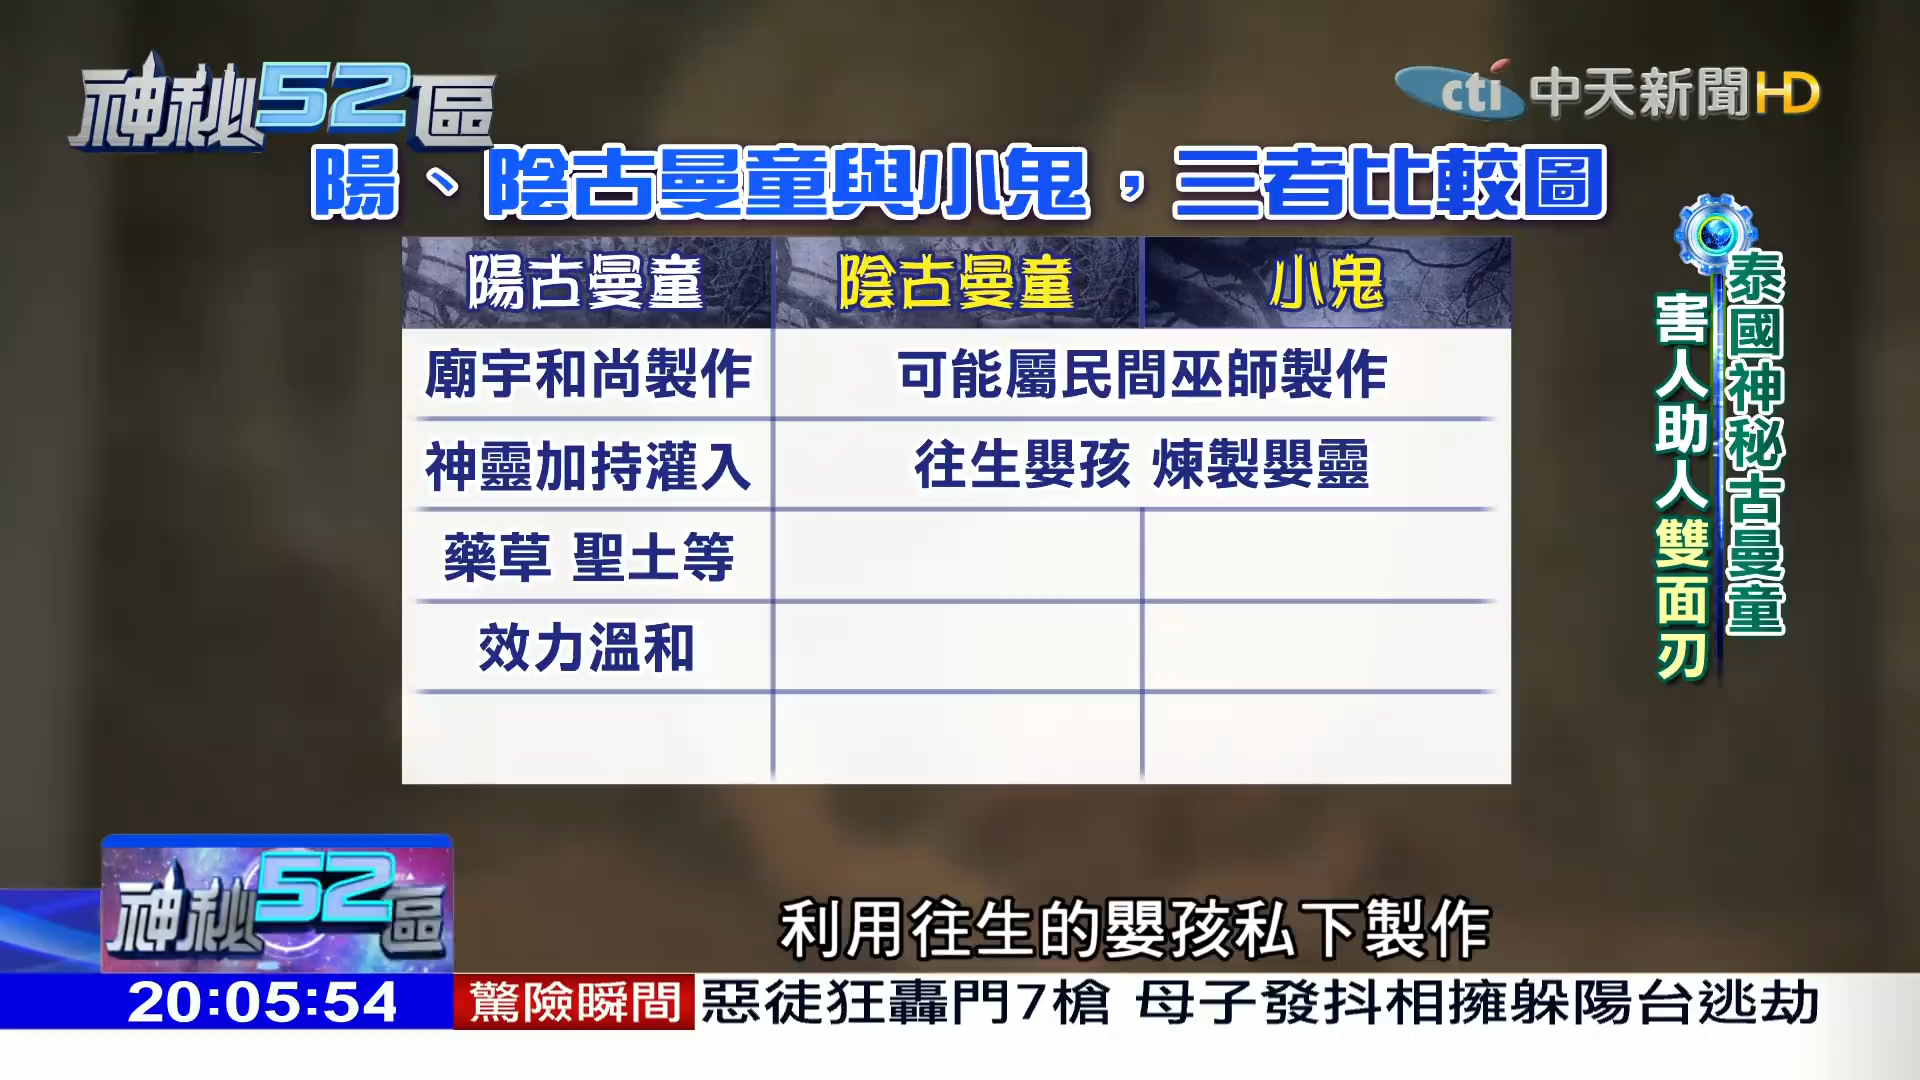 神秘52區
cti中天新聞HD
陽、陰古曼童與小鬼，三者比較圖
陽古曼童 陰古曼童 小鬼
廟宇和尚製作 可能屬民間巫師製作
神靈加持灌入 往生嬰孩 煉製嬰靈
藥草 聖土等
效力溫和
泰國神秘古曼童
害人助人雙面刃
神秘52區
利用往生的嬰孩私下製作
20:05:54 驚險瞬間 惡徒狂轟門7槍 母子發抖相擁躲陽台逃劫